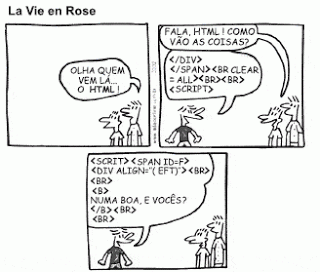 La Vie en Rose
OLHA QUEM
VEM LÁ...
O HTML!
FALA, HTML! COMO
VÃO AS COISAS?
</DIV>
</SPAN><BR CLEAR
= ALL><BR><BR>
<SCRIPT>
<SCRIT><SPAN ID=F>
<DIV ALIGN="( EFT)"><BR>
<BR>
<B>
NUMA BOA, E VOCÊS?
</B><BR>
<BR>